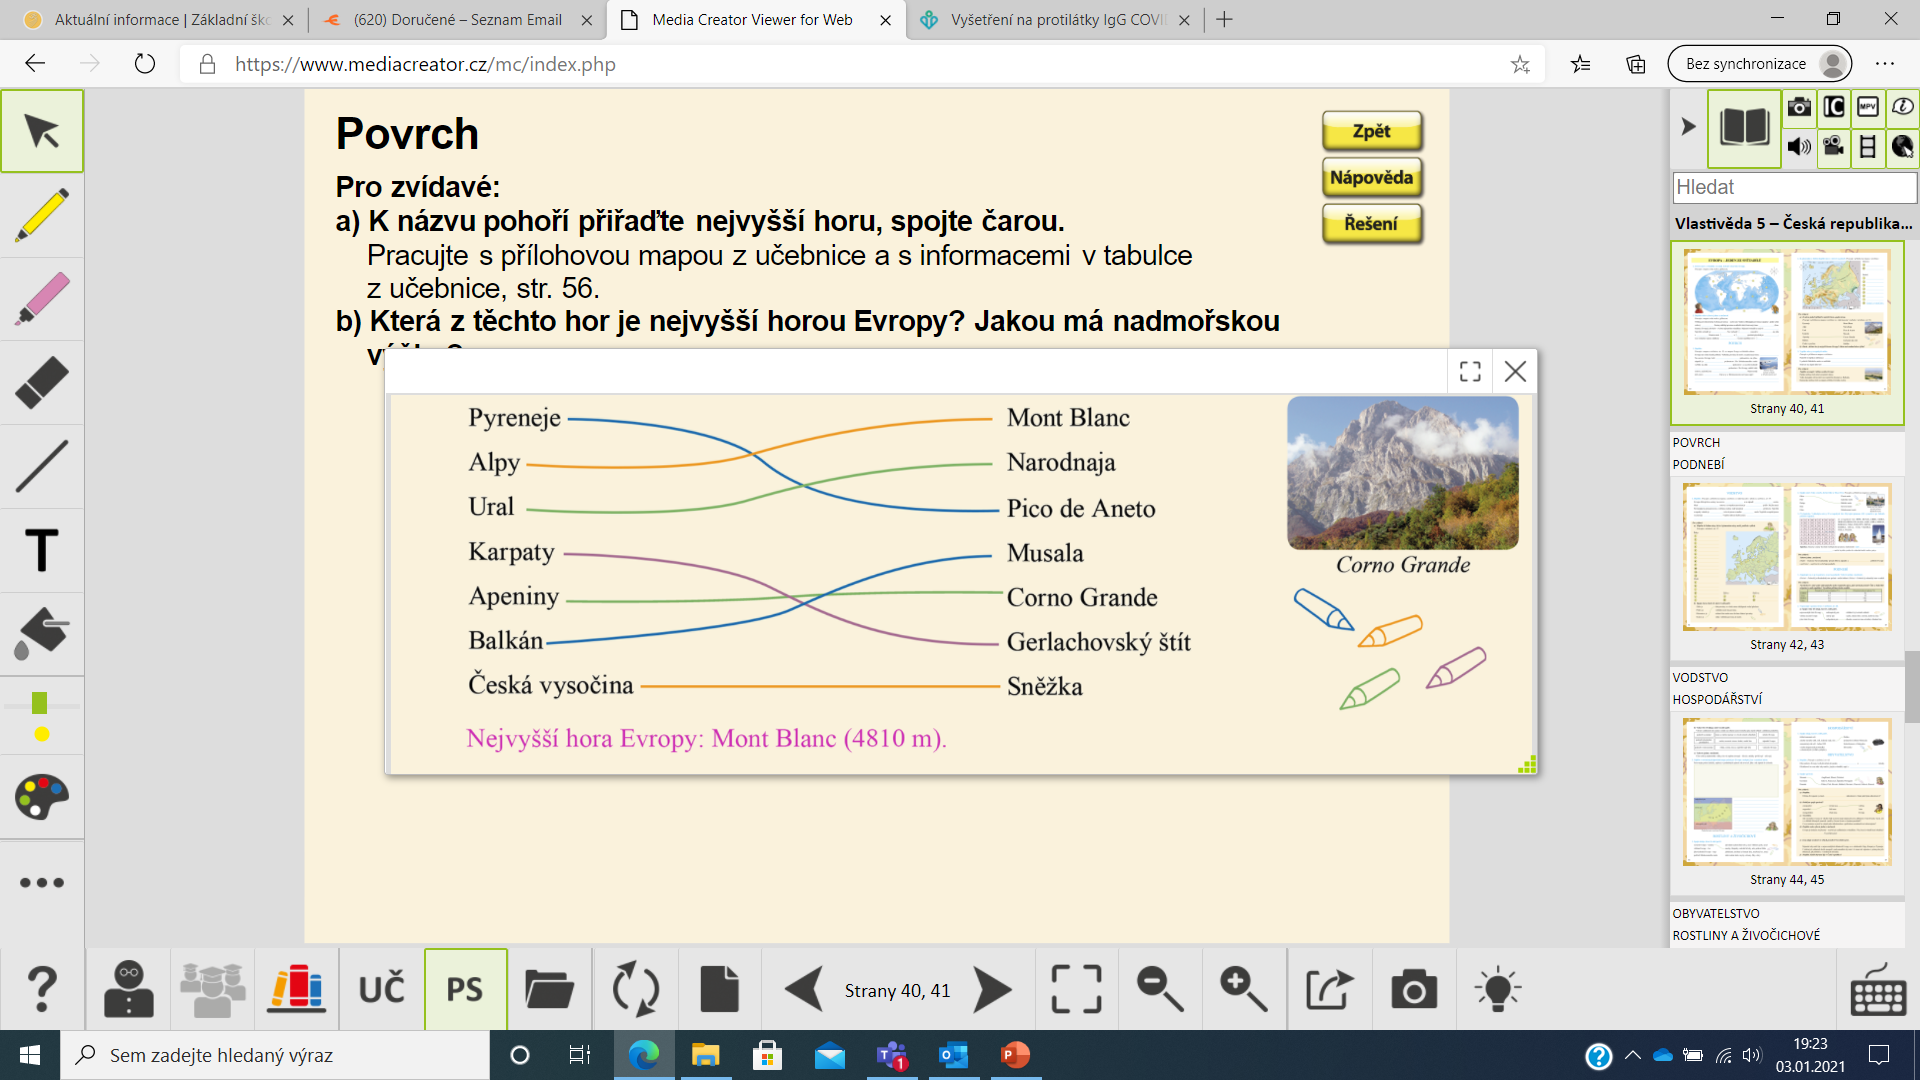 Aktuální informace | Základní ško
(620) Doručené – Seznam Email
Media Creator Viewer for Web
Vyšetření na protilátky IgG COVI
https://www.mediacreator.cz/mc/index.php
Bez synchronizace
Povrch
Pro zvídavé:
a) K názvu pohoří přiřaďte nejvyšší horu, spojte čarou.
Pracujte s přílohovou mapou z učebnice a s informacemi v tabulce
z učebnice, str. 56.
b) Která z těchto hor je nejvyšší horou Evropy? Jakou má nadmořskou
Zpět
Nápověda
Řešení
Pyreneje
Mont Blanc
Alpy
Narodnaja
Ural
Pico de Aneto
Karpaty
Musala
Apeniny
Corno Grande
Balkán
Gerlachovský štít
Česká vysočina
Sněžka
Corno Grande
Nejvyšší hora Evropy: Mont Blanc (4810 m).
IC
MPV
Hledat
Vlastivěda 5 – Česká republika...
Strany 40, 41
POVRCH
PODNEBÍ
Strany 42, 43
VODSTVO
HOSPODÁŘSTVÍ
Strany 44, 45
OBYVATELSTVO
ROSTLINY A ŽIVOČICHOVÉ
T
?
UČ
PS
Strany 40, 41
Sem zadejte hledaný výraz
1
19:23
03.01.2021